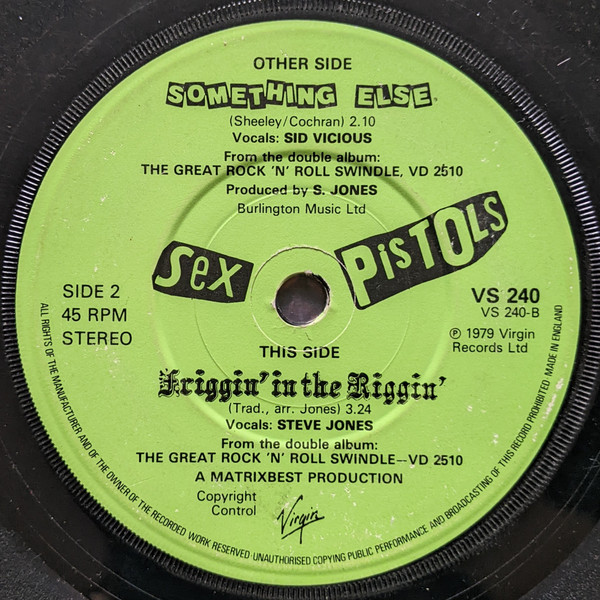 OTHER SIDE
SOMETHING ELSE
(Sheeley/Cochran) 2.10
Vocals: SID VICIOUS
From the double album:
THE GREAT ROCK 'N' ROLL SWINDLE, VD 2510
Produced by S. JONES
Burlington Music Ltd
SEX PISTOLS
SIDE 2
45 RPM
STEREO
VS 240
VS 240-B
℗ 1979 Virgin
Records Ltd
THIS SIDE
Friggin' in the Riggin'
(Trad., arr. Jones) 3.24
Vocals: STEVE JONES
From the double album:
THE GREAT ROCK 'N' ROLL SWINDLE--VD 2510
A MATRIXBEST PRODUCTION
Copyright
Control
Virgin
ALL RIGHTS OF THE MANUFACTURER AND OF THE OWNER OF THE RECORDED WORK RESERVED·UNAUTHORISED COPYING PUBLIC PERFORMANCE AND BROADCASTING OF THIS RECORD PROHIBITED MADE IN ENGLAND